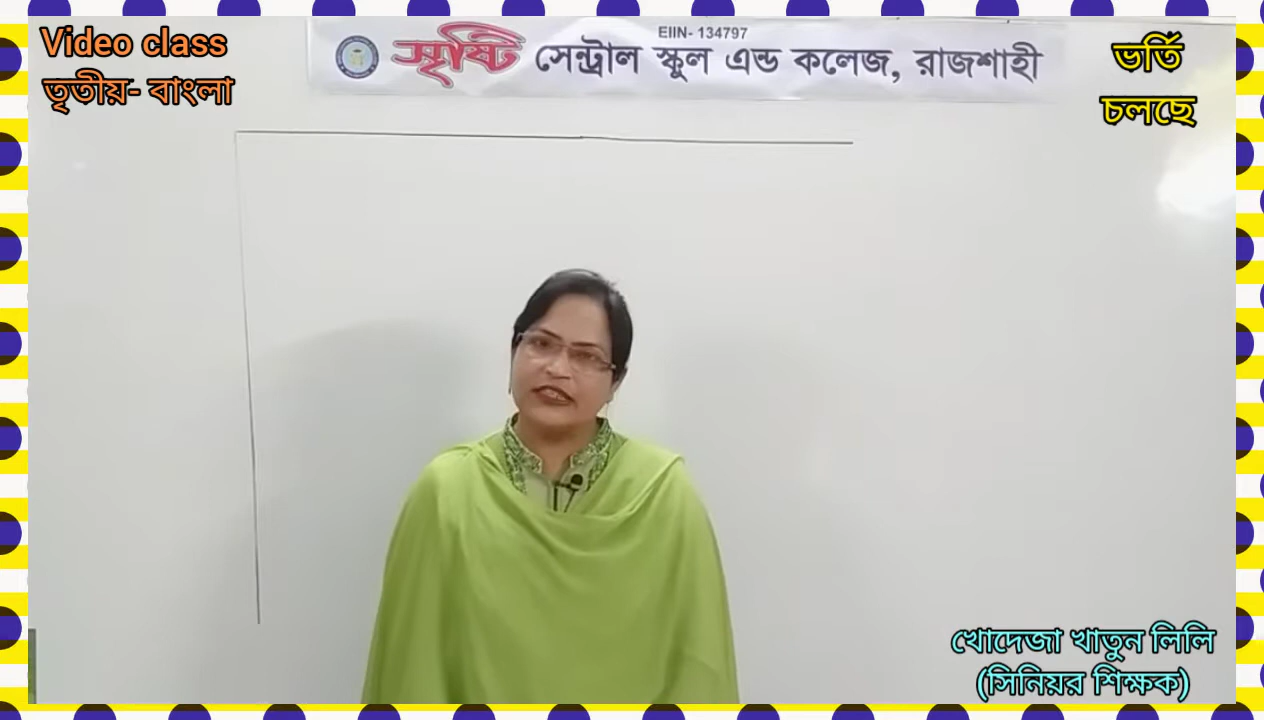 Video class
তৃতীয়- বাংলা
EIIN- 134797
সৃষ্টি সেন্ট্রাল স্কুল এন্ড কলেজ, রাজশাহী
ভর্তি
চলছে
খোদেজা খাতুন লিলি
(সিনিয়র শিক্ষক)